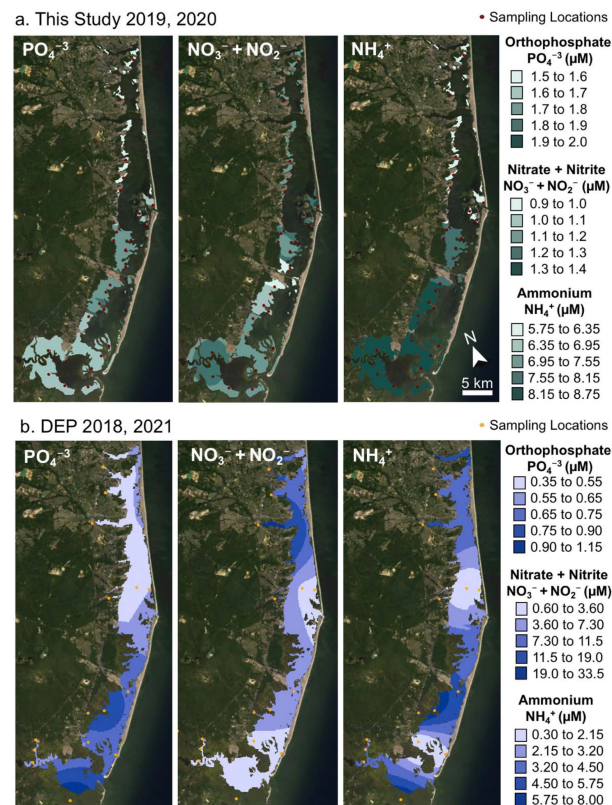 a. This Study 2019, 2020
Sampling Locations
PO₄⁻³
NO₃⁻ + NO₂⁻
NH₄⁺
Orthophosphate
PO₄⁻³ (µM)
1.5 to 1.6
1.6 to 1.7
1.7 to 1.8
1.8 to 1.9
1.9 to 2.0
Nitrate + Nitrite
NO₃⁻ + NO₂⁻ (µM)
0.9 to 1.0
1.0 to 1.1
1.1 to 1.2
1.2 to 1.3
1.3 to 1.4
Ammonium
NH₄⁺ (µM)
5.75 to 6.35
6.35 to 6.95
6.95 to 7.55
7.55 to 8.15
8.15 to 8.75
N
5 km
b. DEP 2018, 2021
Sampling Locations
PO₄⁻³
NO₃⁻ + NO₂⁻
NH₄⁺
Orthophosphate
PO₄⁻³ (µM)
0.35 to 0.55
0.55 to 0.65
0.65 to 0.75
0.75 to 0.90
0.90 to 1.15
Nitrate + Nitrite
NO₃⁻ + NO₂⁻ (µM)
0.60 to 3.60
3.60 to 7.30
7.30 to 11.5
11.5 to 19.0
19.0 to 33.5
Ammonium
NH₄⁺ (µM)
0.30 to 2.15
2.15 to 3.20
3.20 to 4.50
4.50 to 5.75
5.75 to 8.00